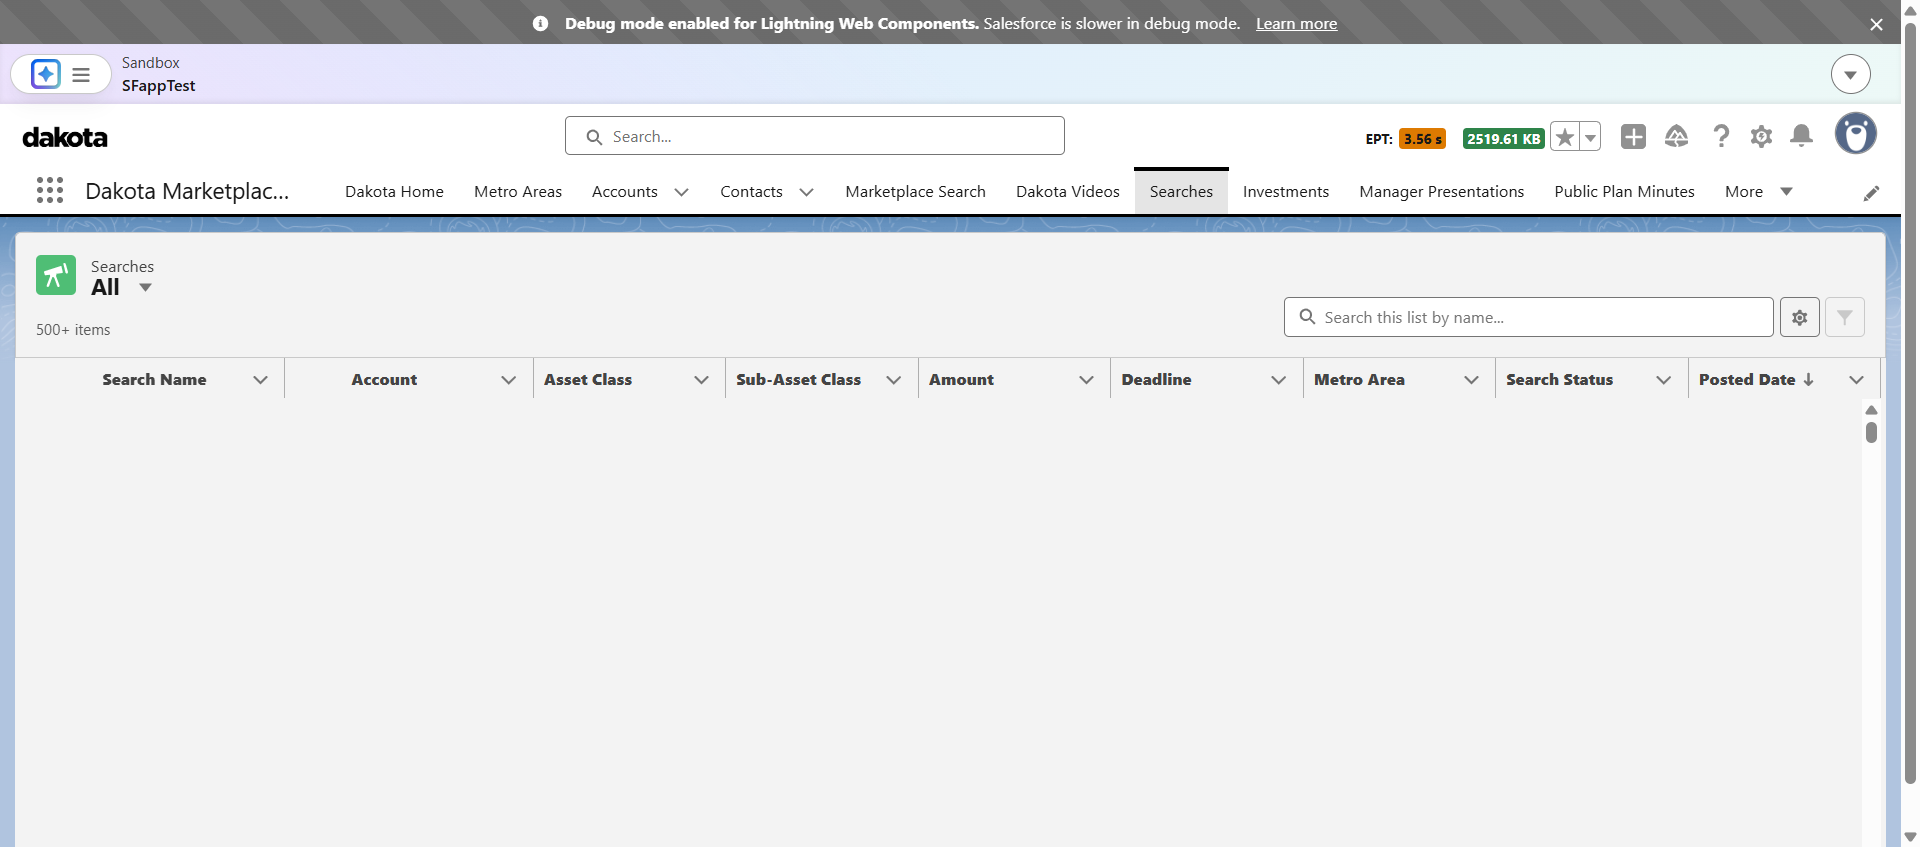 Debug mode enabled for Lightning Web Components. Salesforce is slower in debug mode. Learn more
Sandbox
SFappTest
dakota
Search...
EPT: 3.56 s 2519.61 KB
Dakota Marketplac... Dakota Home Metro Areas Accounts Contacts Marketplace Search Dakota Videos Searches Investments Manager Presentations Public Plan Minutes More
Searches
All
500+ items
Search this list by name...
Search Name Account Asset Class Sub-Asset Class Amount Deadline Metro Area Search Status Posted Date